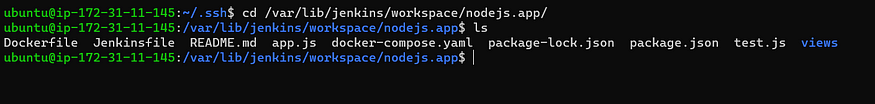 ubuntu@ip-172-31-11-145:~/.ssh$ cd /var/lib/jenkins/workspace/nodejs.app/
ubuntu@ip-172-31-11-145:/var/lib/jenkins/workspace/nodejs.app$ ls
Dockerfile  Jenkinsfile  README.md  app.js  docker-compose.yaml  package-lock.json  package.json  test.js  views
ubuntu@ip-172-31-11-145:/var/lib/jenkins/workspace/nodejs.app$